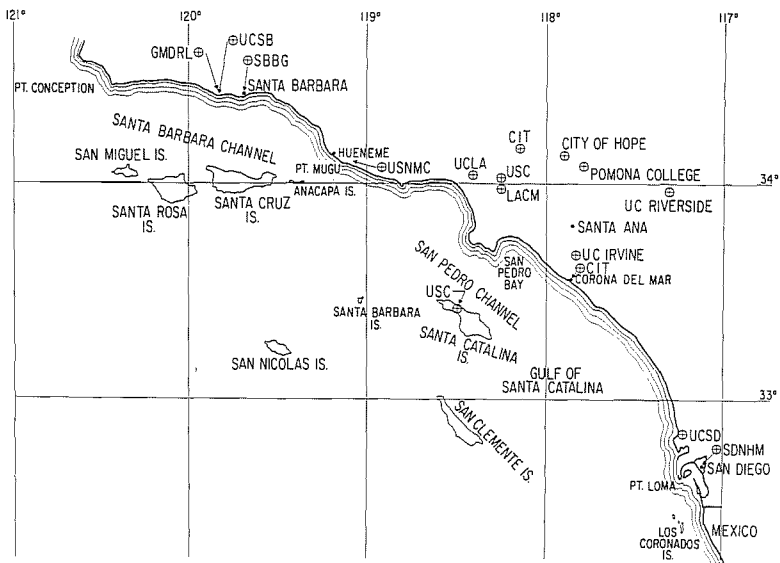 121°
120°
119°
118°
117°
GMDRL
UCSB
SBBG
SANTA BARBARA
PT. CONCEPTION
SANTA BARBARA CHANNEL
HUENEME
PT. MUGU
USNMC
SAN MIGUEL IS.
SANTA ROSA
IS.
SANTA CRUZ
IS.
ANACAPA IS.
UCLA
CIT
USC
LACM
CITY OF HOPE
POMONA COLLEGE
34°
UC RIVERSIDE
SANTA ANA
UC IRVINE
CIT
CORONA DEL MAR
SAN
PEDRO
BAY
SAN PEDRO CHANNEL
USC
SANTA BARBARA
IS.
SANTA CATALINA
IS.
SAN NICOLAS IS.
GULF OF
SANTA CATALINA
33°
SAN CLEMENTE IS.
UCSD
SDNHM
SAN DIEGO
PT. LOMA
MEXICO
LOS
CORONADOS
IS.